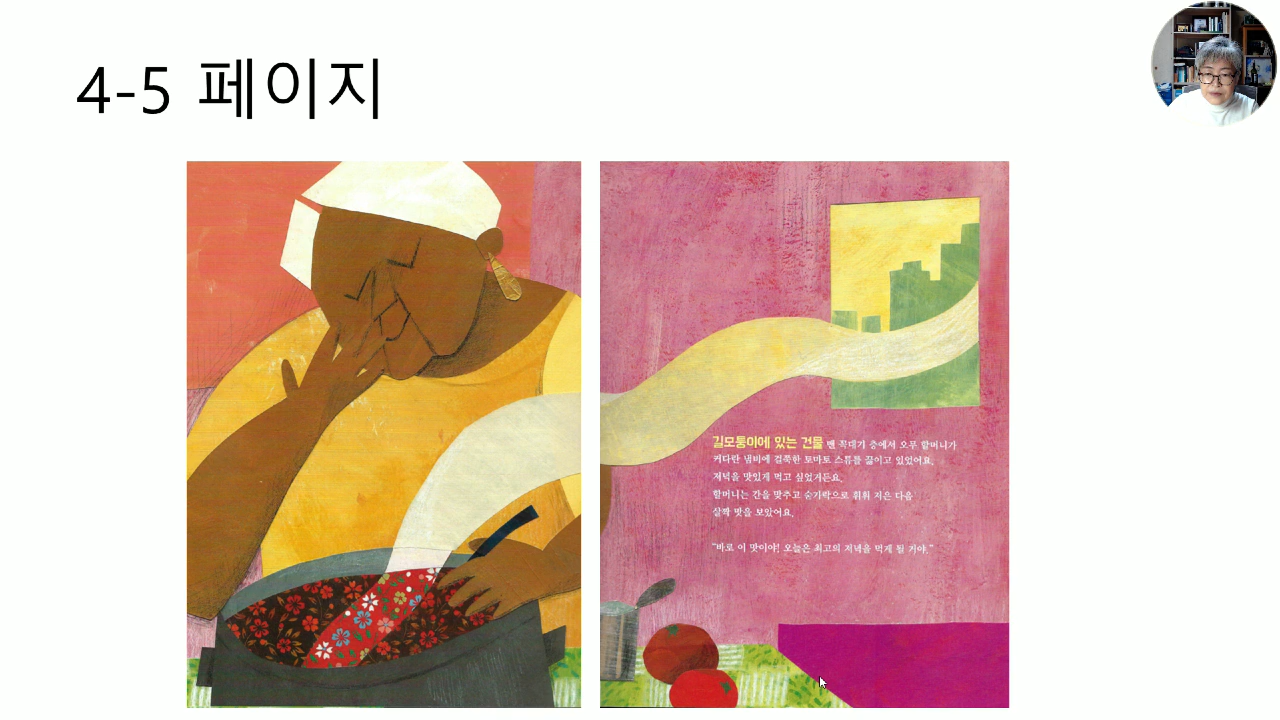 4-5 페이지
길모퉁이에 있는 건물 맨 꼭대기 층에서 오무 할머니가
커다란 냄비에 걸쭉한 토마토 스튜를 끓이고 있었어요.
저녁을 맛있게 먹고 싶었거든요.
할머니는 간을 맞추고 숟가락으로 휘휘 저은 다음
살짝 맛을 보았어요.
"바로 이 맛이야! 오늘은 최고의 저녁을 먹게 될 거야."